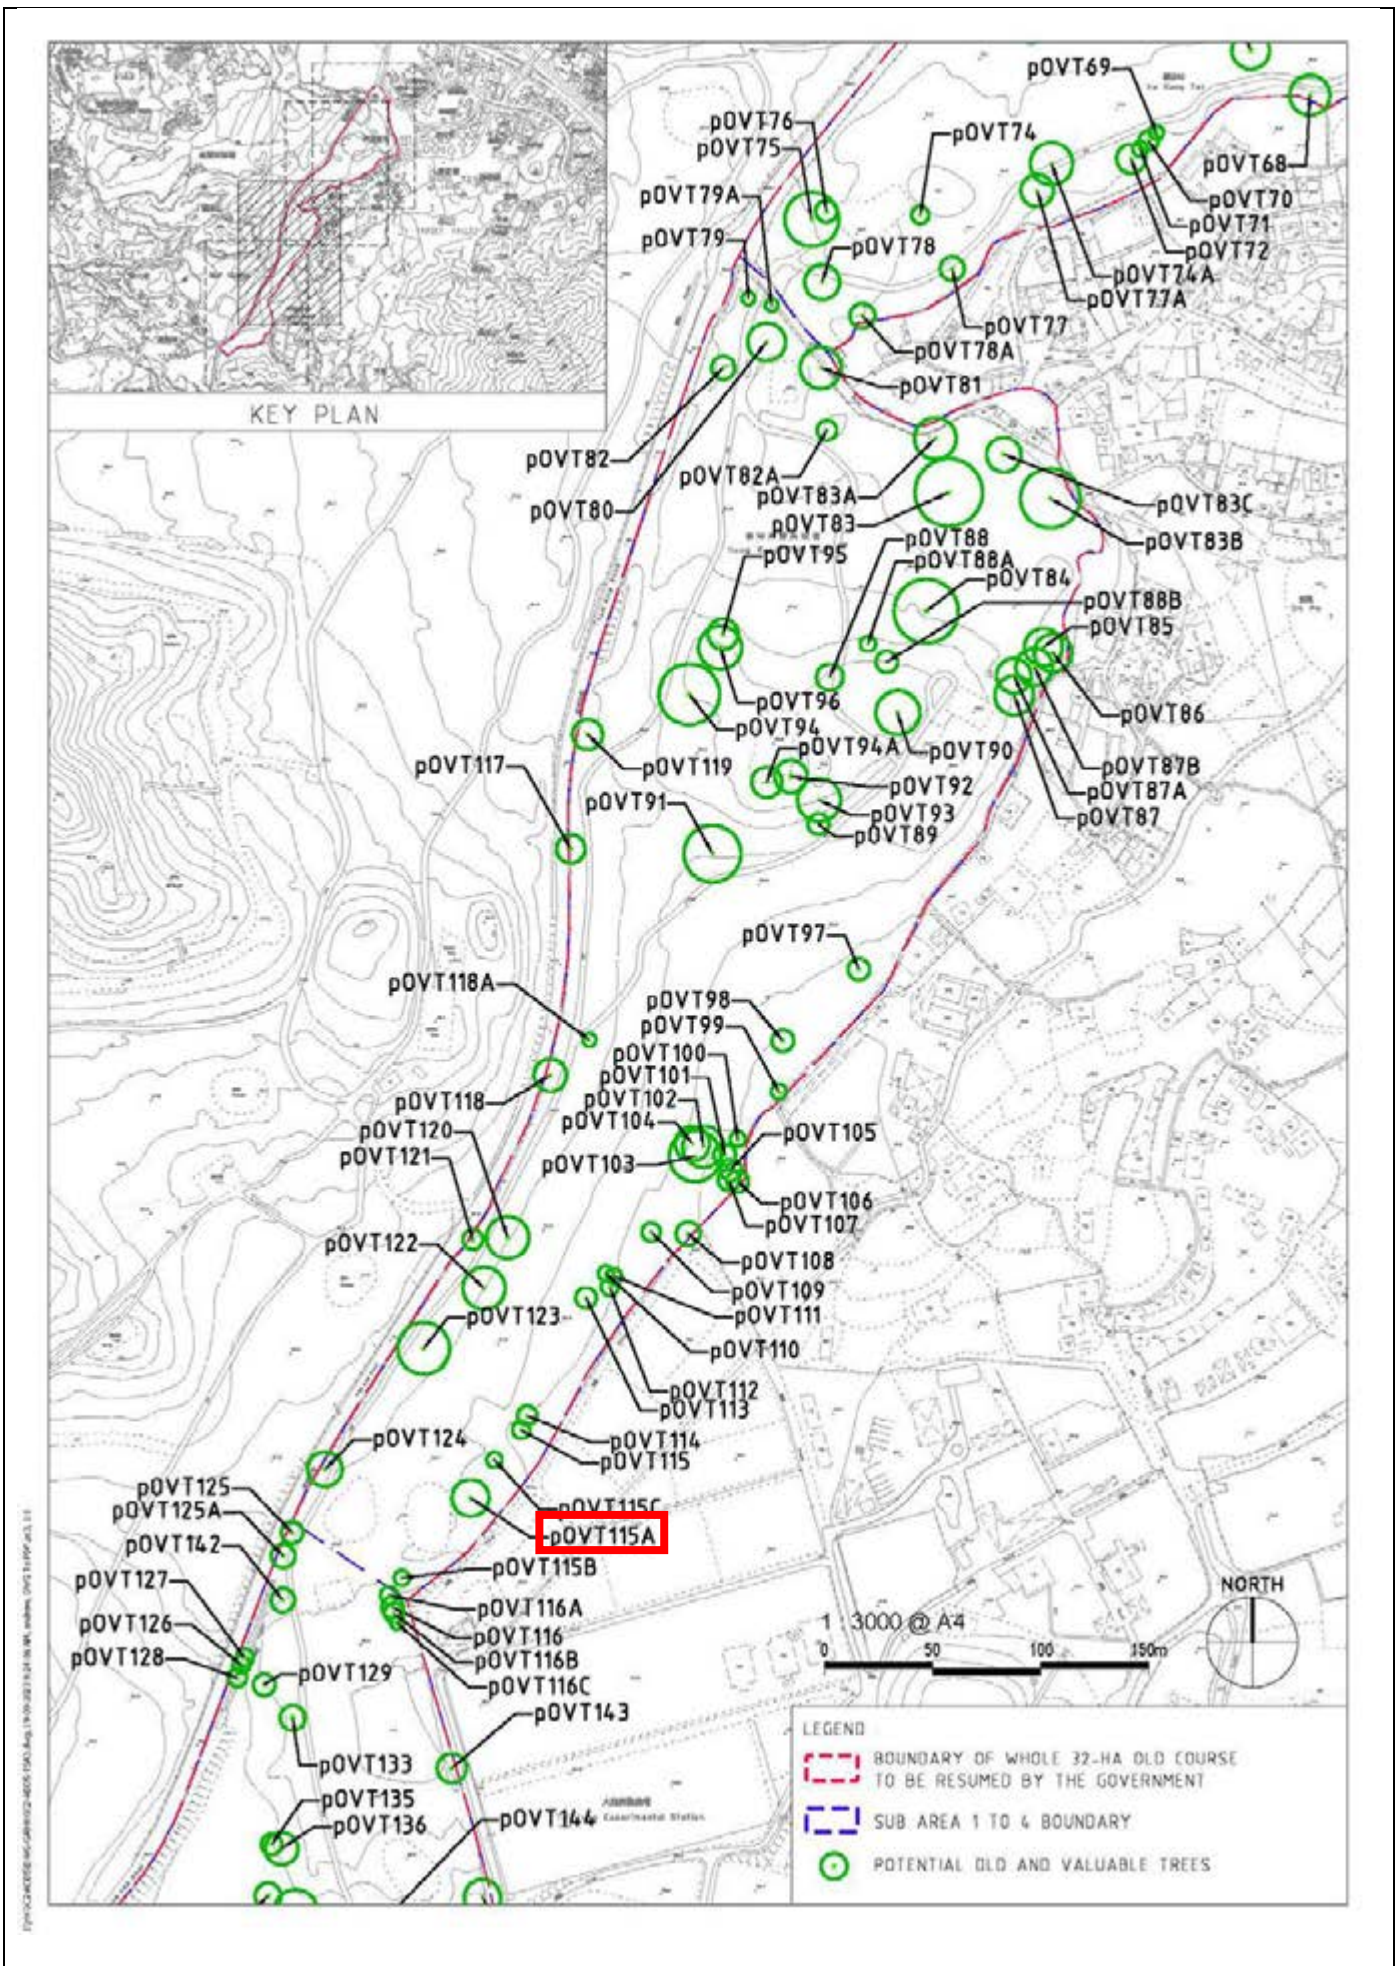 pOVT69
pOVT76
pOVT75
pOVT74
pOVT68
pOVT79A
pOVT70
pOVT71
pOVT79
pOVT78
pOVT72
pOVT74A
pOVT77A
pOVT77
pOVT78A
pOVT81
KEY PLAN
pOVT82
pOVT82A
pOVT83A
pOVT80
pOVT83
pOVT83C
pOVT88
pOVT83B
pOVT95
pOVT88A
pOVT84
pOVT88B
pOVT85
pOVT96
pOVT86
pOVT94
pOVT94A
pOVT90
pOVT117
pOVT119
pOVT87B
pOVT92
pOVT87A
pOVT91
pOVT93
pOVT87
pOVT89
pOVT97
pOVT118A
pOVT98
pOVT99
pOVT100
pOVT101
pOVT102
pOVT118
pOVT104
pOVT120
pOVT105
pOVT121
pOVT103
pOVT106
pOVT107
pOVT122
pOVT108
pOVT109
pOVT123
pOVT111
pOVT110
pOVT112
pOVT113
pOVT124
pOVT114
pOVT115
pOVT125
pOVT115C
pOVT125A
pOVT115A
pOVT142
pOVT115B
pOVT127
pOVT116A
NORTH
pOVT126
pOVT116
1 : 3000 @ A4
pOVT128
pOVT116B
0 50 100 150m
pOVT129
pOVT116C
pOVT143
LEGEND
BOUNDARY OF WHOLE 32-HA OLD COURSE
TO BE RESUMED BY THE GOVERNMENT
pOVT133
pOVT135
pOVT136
pOVT144
Experimental Station
SUB AREA 1 TO 4 BOUNDARY
POTENTIAL OLD AND VALUABLE TREES